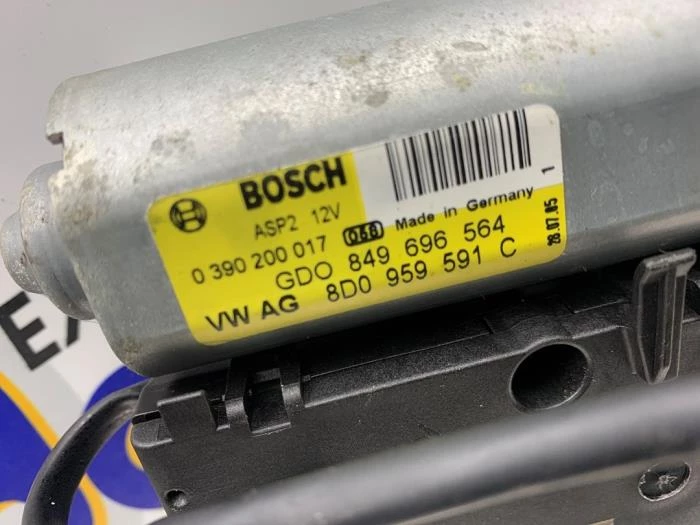 BOSCH
ASP2 12V
0 390 200 017
Made in Germany
1
GDO 849 696 564
VW AG 8D0 959 591 C
28.07.05
EX